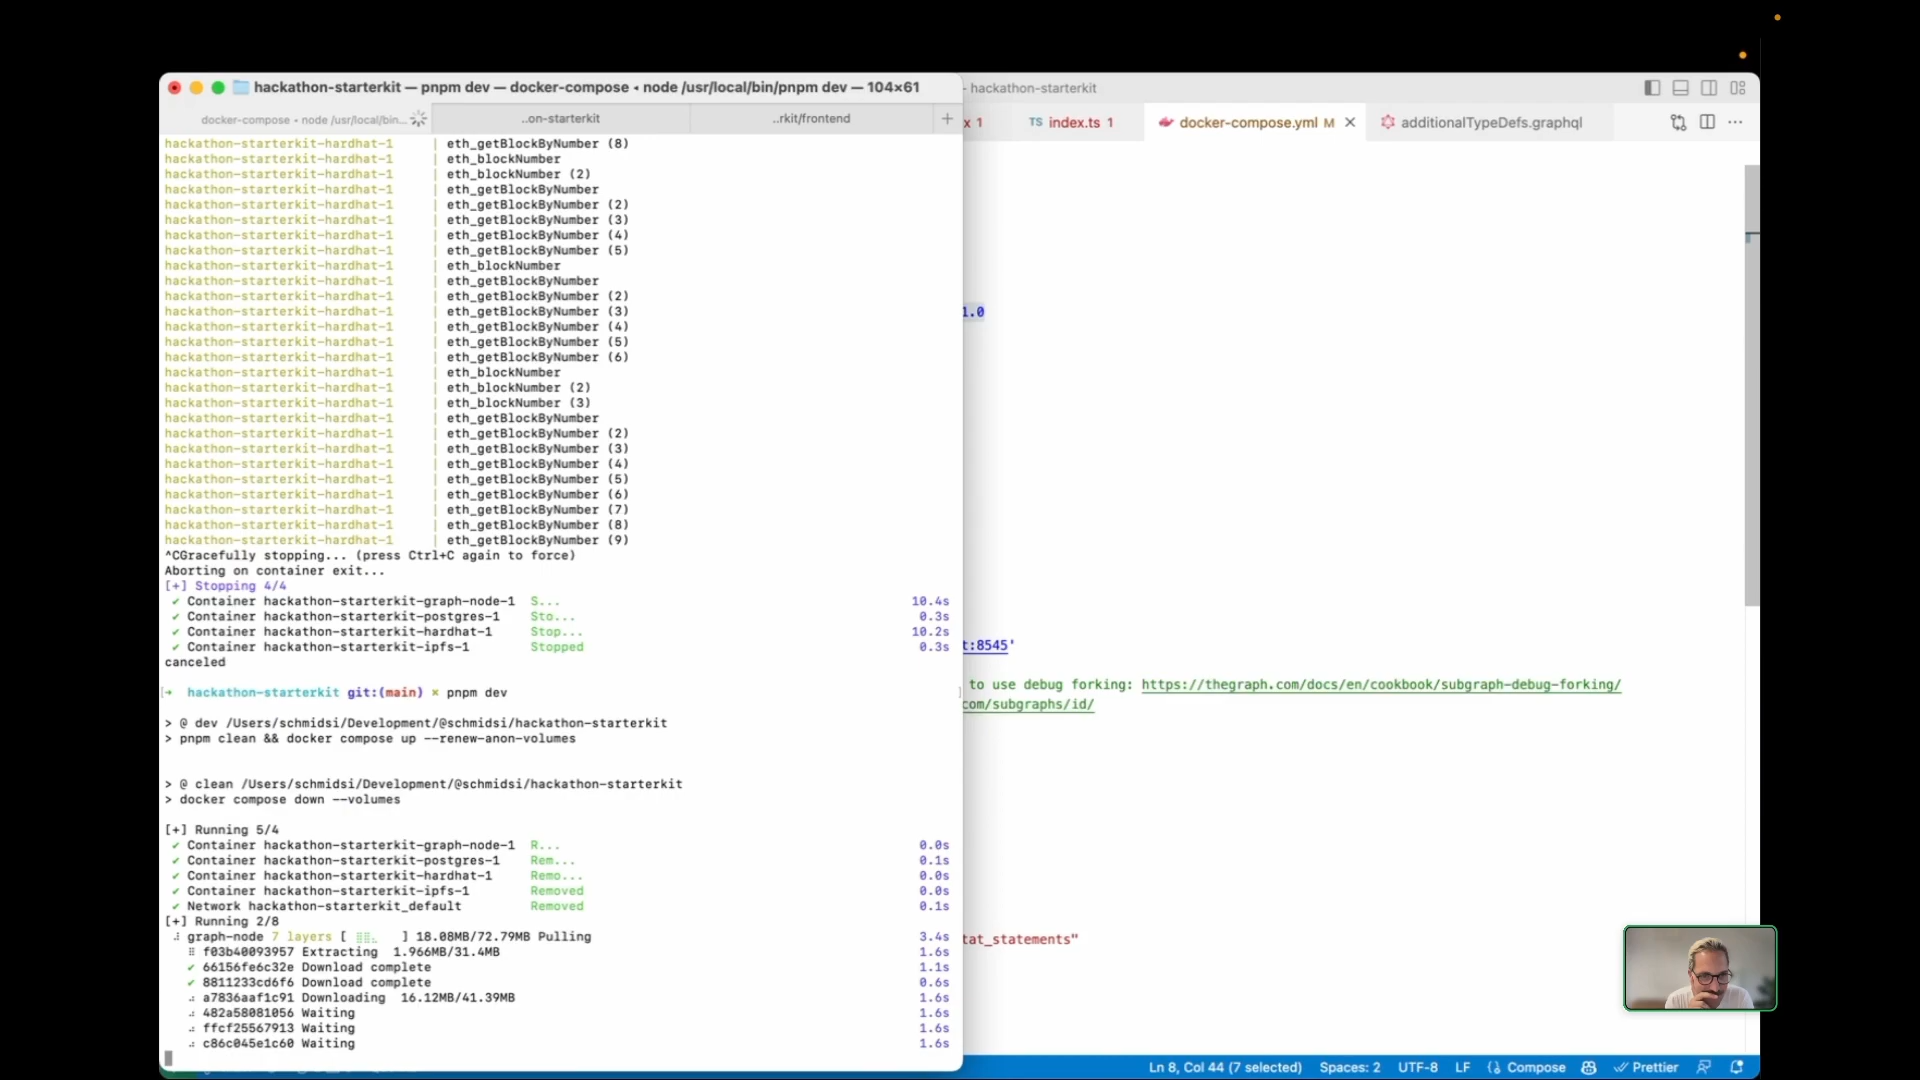 hackathon-starterkit — pnpm dev — docker-compose ◂ node /usr/local/bin/pnpm dev — 104×61
docker-compose ◂ node /usr/local/bin...
..on-starterkit
..rkit/frontend
+
hackathon-starterkit-hardhat-1 | eth_getBlockByNumber (8)
hackathon-starterkit-hardhat-1 | eth_blockNumber
hackathon-starterkit-hardhat-1 | eth_blockNumber (2)
hackathon-starterkit-hardhat-1 | eth_getBlockByNumber
hackathon-starterkit-hardhat-1 | eth_getBlockByNumber (2)
hackathon-starterkit-hardhat-1 | eth_getBlockByNumber (3)
hackathon-starterkit-hardhat-1 | eth_getBlockByNumber (4)
hackathon-starterkit-hardhat-1 | eth_getBlockByNumber (5)
hackathon-starterkit-hardhat-1 | eth_blockNumber
hackathon-starterkit-hardhat-1 | eth_getBlockByNumber
hackathon-starterkit-hardhat-1 | eth_getBlockByNumber (2)
hackathon-starterkit-hardhat-1 | eth_getBlockByNumber (3)
hackathon-starterkit-hardhat-1 | eth_getBlockByNumber (4)
hackathon-starterkit-hardhat-1 | eth_getBlockByNumber (5)
hackathon-starterkit-hardhat-1 | eth_getBlockByNumber (6)
hackathon-starterkit-hardhat-1 | eth_blockNumber
hackathon-starterkit-hardhat-1 | eth_blockNumber (2)
hackathon-starterkit-hardhat-1 | eth_blockNumber (3)
hackathon-starterkit-hardhat-1 | eth_getBlockByNumber
hackathon-starterkit-hardhat-1 | eth_getBlockByNumber (2)
hackathon-starterkit-hardhat-1 | eth_getBlockByNumber (3)
hackathon-starterkit-hardhat-1 | eth_getBlockByNumber (4)
hackathon-starterkit-hardhat-1 | eth_getBlockByNumber (5)
hackathon-starterkit-hardhat-1 | eth_getBlockByNumber (6)
hackathon-starterkit-hardhat-1 | eth_getBlockByNumber (7)
hackathon-starterkit-hardhat-1 | eth_getBlockByNumber (8)
hackathon-starterkit-hardhat-1 | eth_getBlockByNumber (9)
^CGracefully stopping... (press Ctrl+C again to force)
Aborting on container exit...
[+] Stopping 4/4
✔ Container hackathon-starterkit-graph-node-1 S... 10.4s
✔ Container hackathon-starterkit-postgres-1 Sto... 0.3s
✔ Container hackathon-starterkit-hardhat-1 Stop... 10.2s
✔ Container hackathon-starterkit-ipfs-1 Stopped 0.3s
canceled
[➜ hackathon-starterkit git:(main) × pnpm dev ]
> @ dev /Users/schmidsi/Development/@schmidsi/hackathon-starterkit
> pnpm clean && docker compose up --renew-anon-volumes
> @ clean /Users/schmidsi/Development/@schmidsi/hackathon-starterkit
> docker compose down --volumes
[+] Running 5/4
✔ Container hackathon-starterkit-graph-node-1 R... 0.0s
✔ Container hackathon-starterkit-postgres-1 Rem... 0.1s
✔ Container hackathon-starterkit-hardhat-1 Remo... 0.0s
✔ Container hackathon-starterkit-ipfs-1 Removed 0.0s
✔ Network hackathon-starterkit_default Removed 0.1s
[+] Running 2/8
graph-node 7 layers [ ] 18.08MB/72.79MB Pulling 3.4s
f03b40093957 Extracting 1.966MB/31.4MB 1.6s
✔ 66156fe6c32e Download complete 1.1s
✔ 8811233cd6f6 Download complete 0.6s
a7836aaf1c91 Downloading 16.12MB/41.39MB 1.6s
482a58081056 Waiting 1.6s
ffcf25567913 Waiting 1.6s
c86c045e1c60 Waiting 1.6s
- hackathon-starterkit
x 1
TS index.ts 1
docker-compose.yml M
additionalTypeDefs.graphql
1.0
t:8545'
to use debug forking: https://thegraph.com/docs/en/cookbook/subgraph-debug-forking/
com/subgraphs/id/
tat_statements"
Ln 8, Col 44 (7 selected) Spaces: 2 UTF-8 LF Compose Prettier